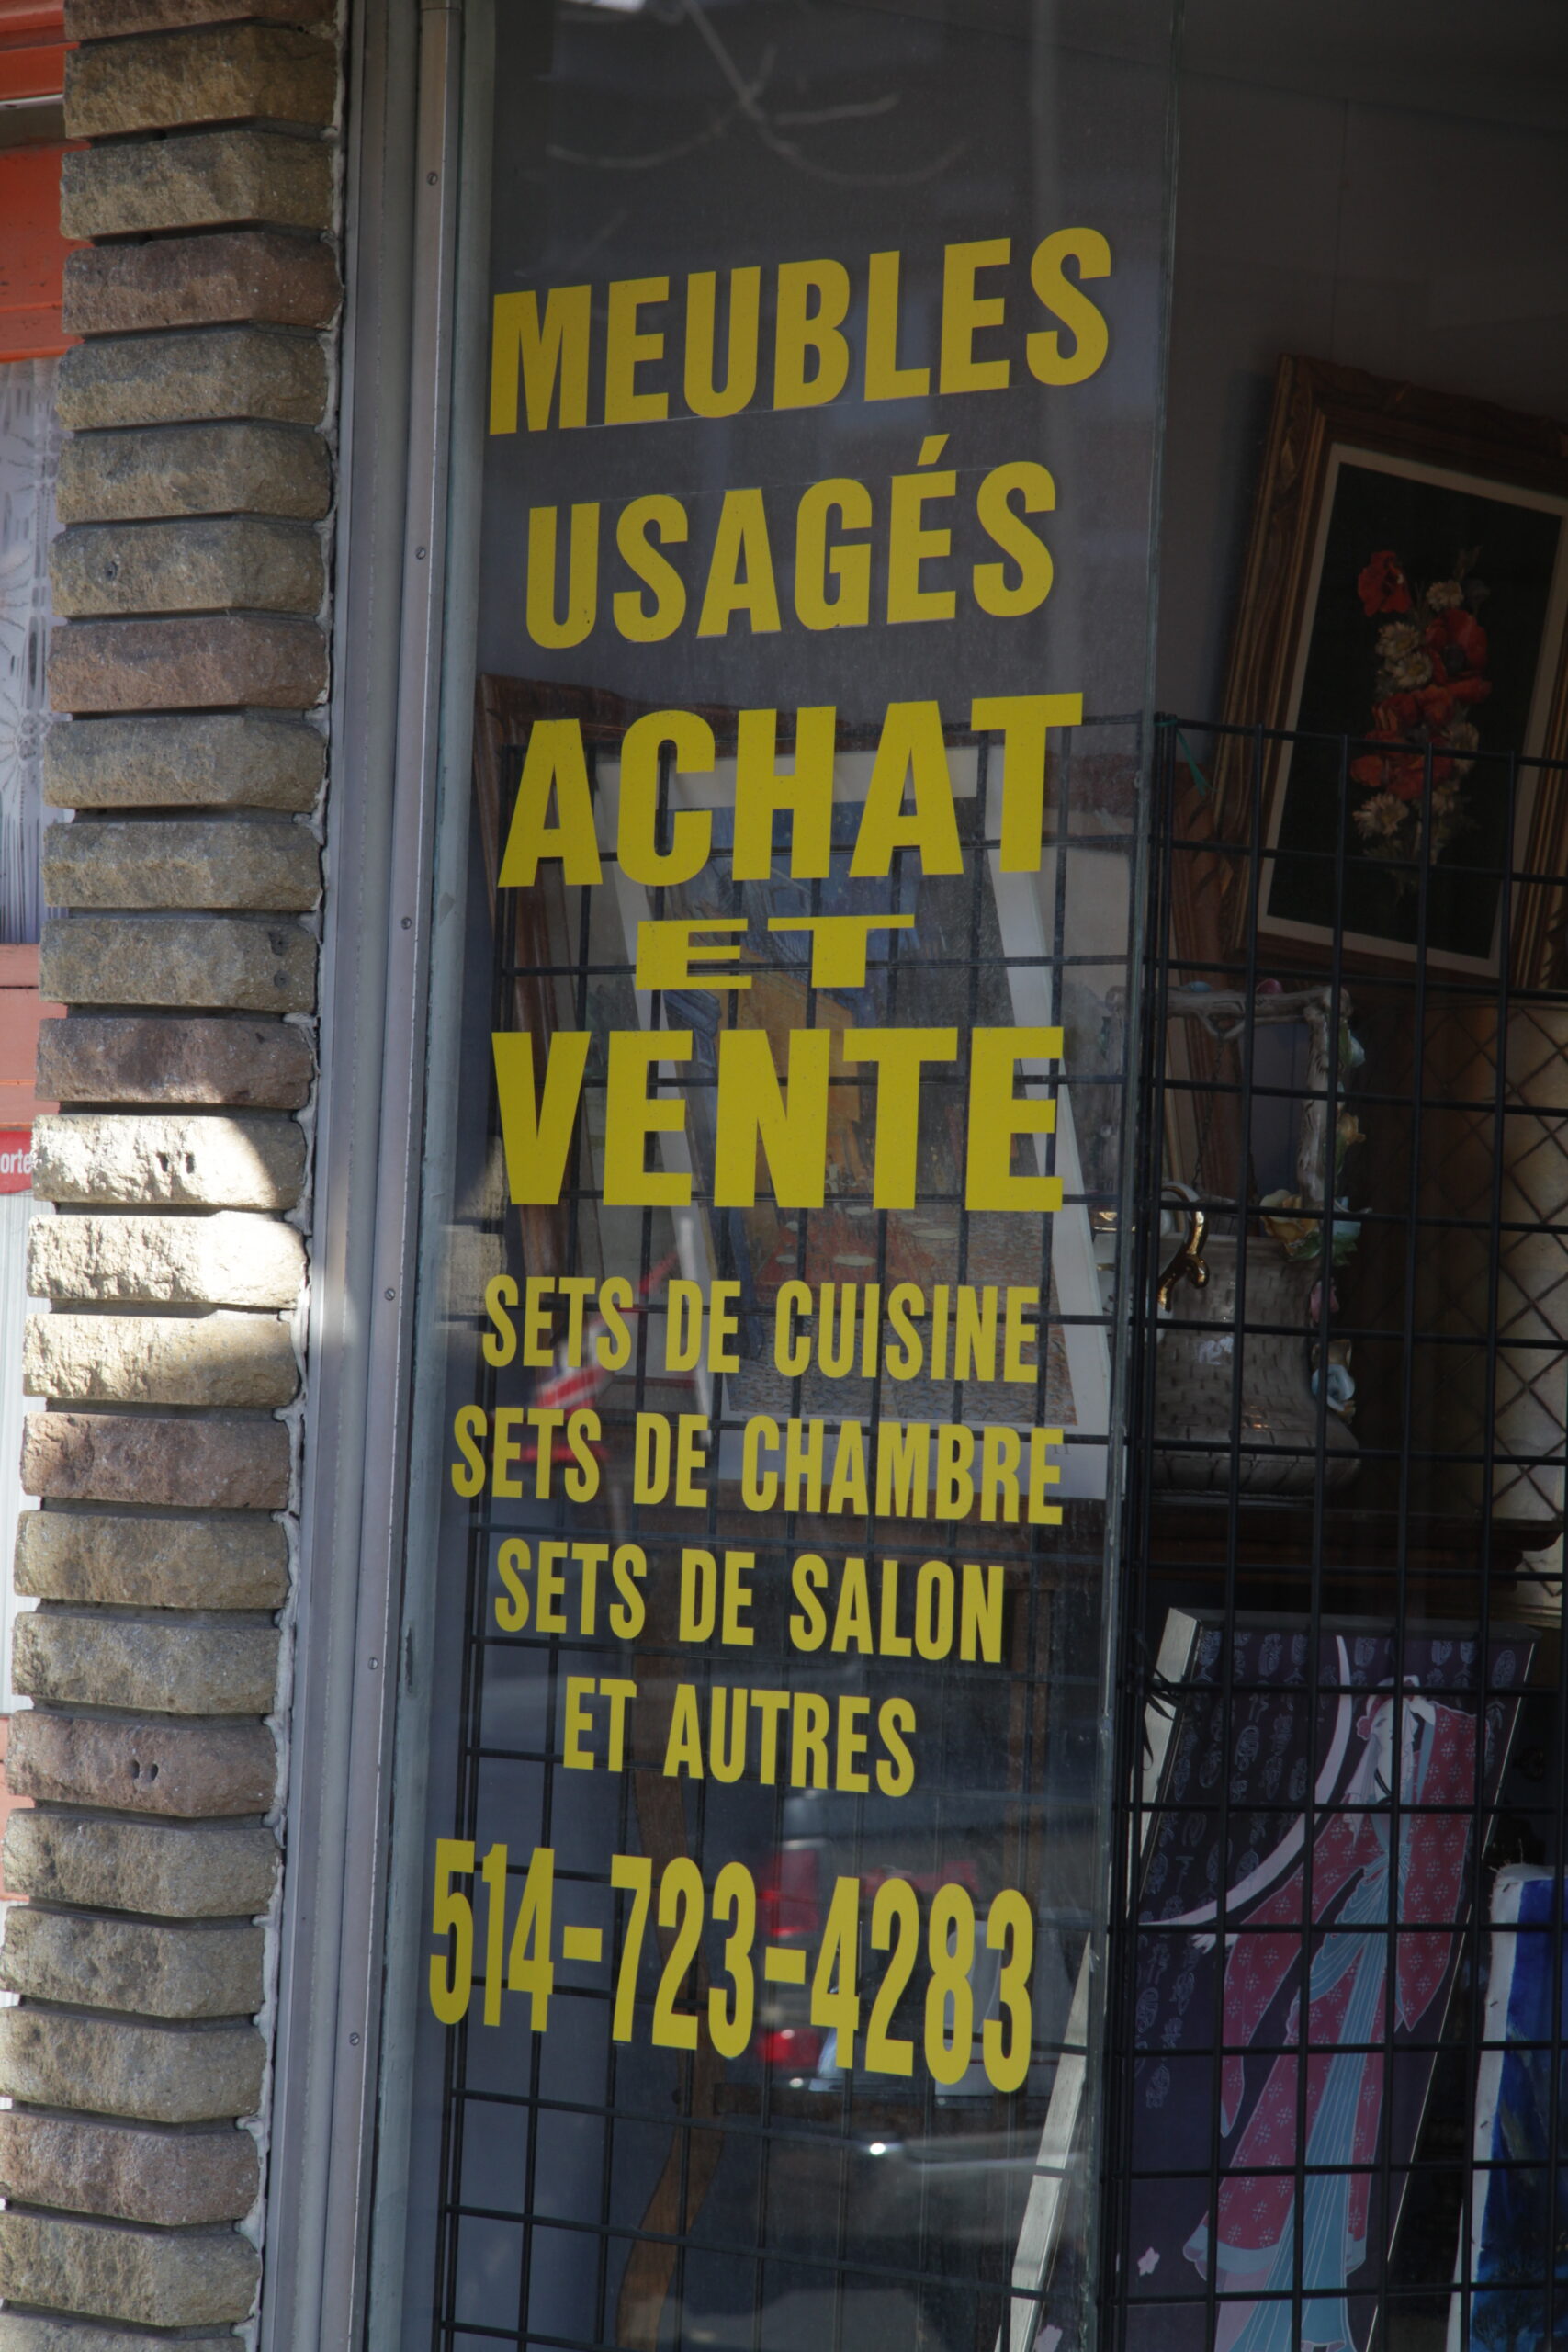 MEUBLES
USAGÉS
ACHAT
ET
VENTE
SETS DE CUISINE
SETS DE CHAMBRE
SETS DE SALON
ET AUTRES
514-723-4283